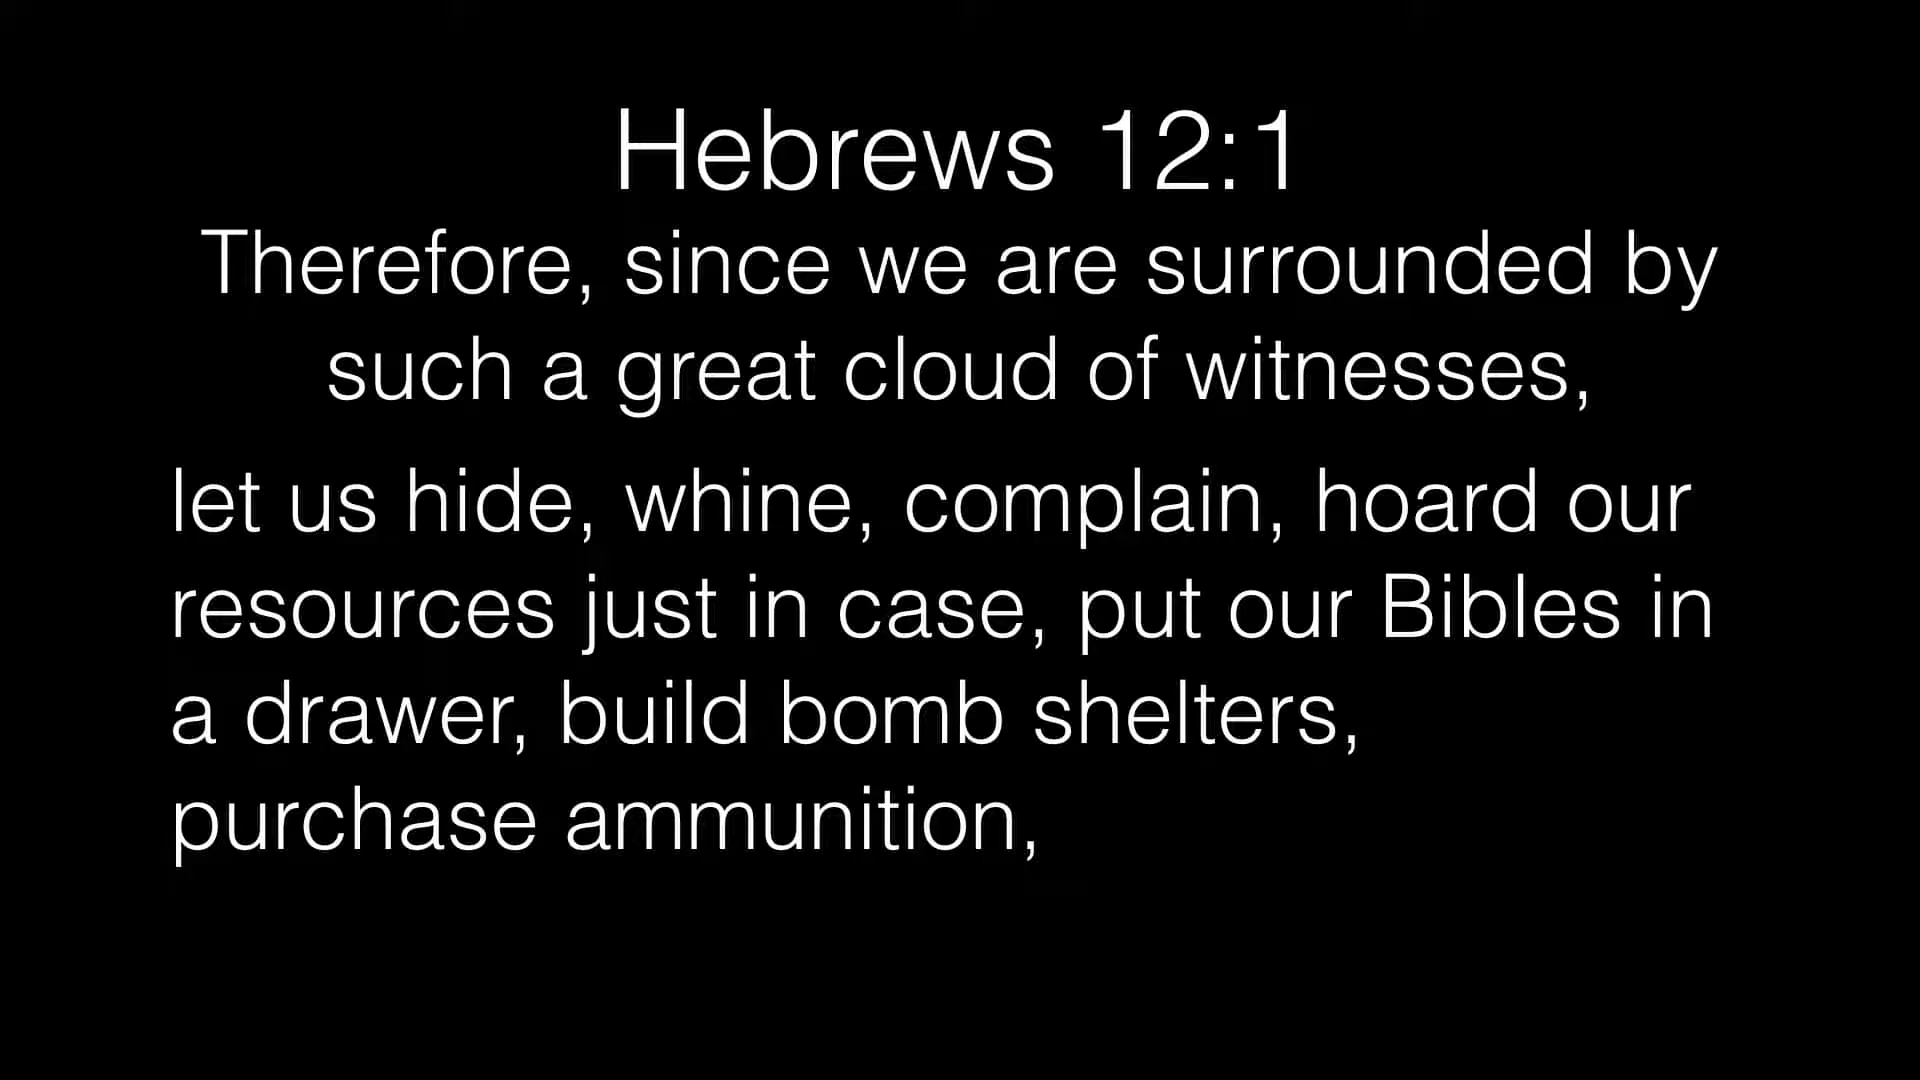 Hebrews 12:1
Therefore, since we are surrounded by
such a great cloud of witnesses,
let us hide, whine, complain, hoard our
resources just in case, put our Bibles in
a drawer, build bomb shelters,
purchase ammunition,